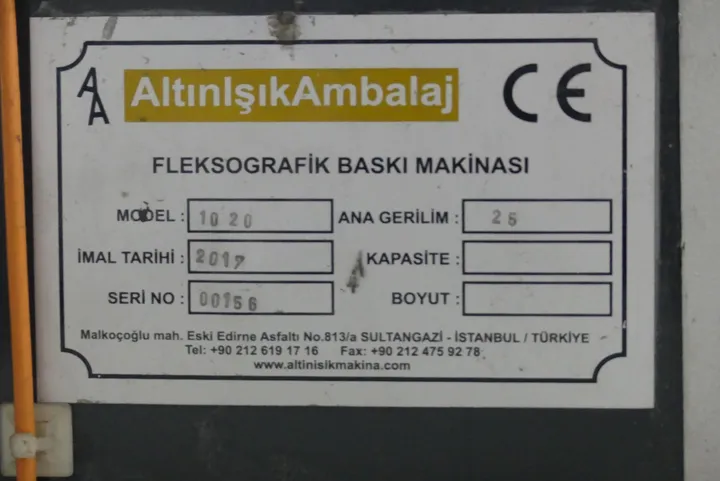 AA AltınIşıkAmbalaj CE
FLEKSOGRAFİK BASKI MAKİNASI
MODEL : 10 20 ANA GERİLİM : 25
İMAL TARİHİ : 2017 KAPASİTE :
SERİ NO : 00156 BOYUT :
Malkoçoğlu mah. Eski Edirne Asfaltı No.813/a SULTANGAZİ - İSTANBUL / TÜRKİYE
Tel: +90 212 619 17 16 Fax: +90 212 475 92 78
www.altinisikmakina.com